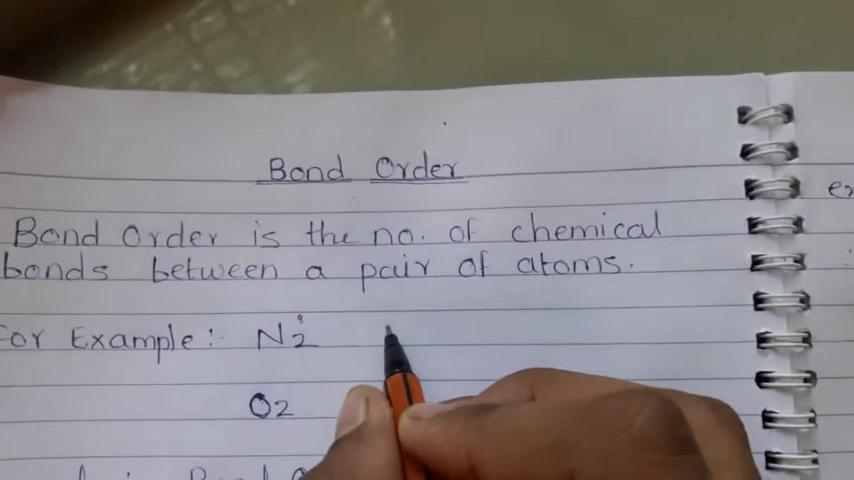 Bond Order
Bond Order is the no. of chemical
bonds between a pair of atoms.
For Example:- N2
O2